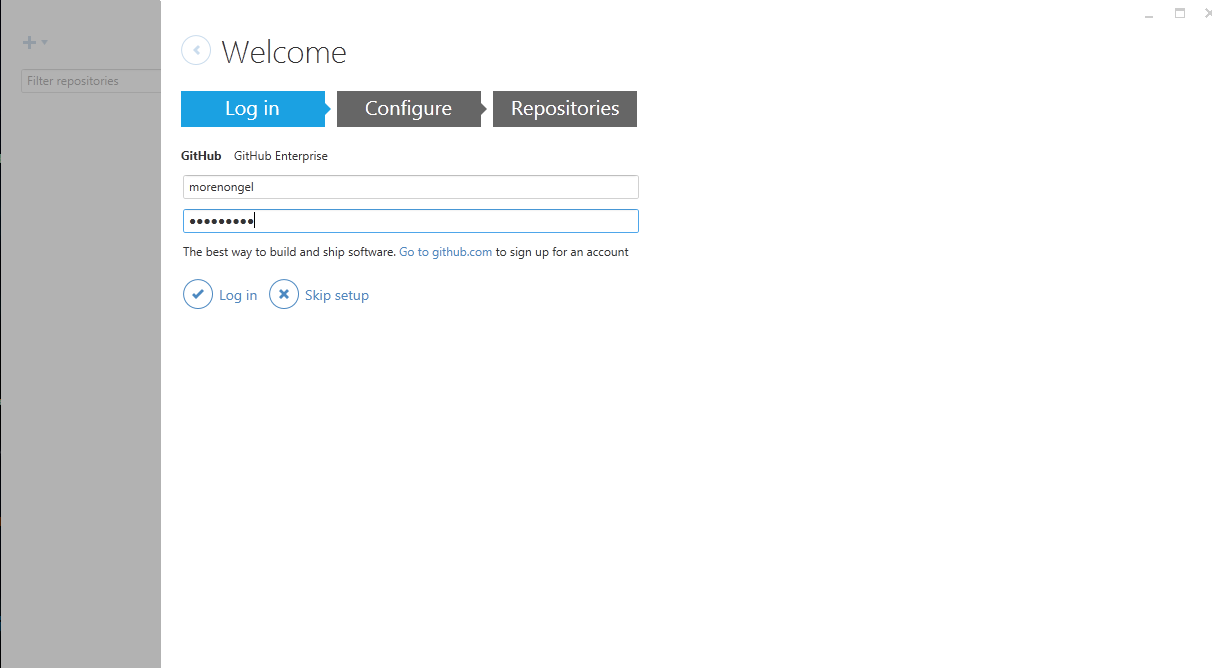 Welcome
Log in Configure Repositories
Filter repositories
GitHub GitHub Enterprise
morenongel
●●●●●●●●●
The best way to build and ship software. Go to github.com to sign up for an account
Log in Skip setup